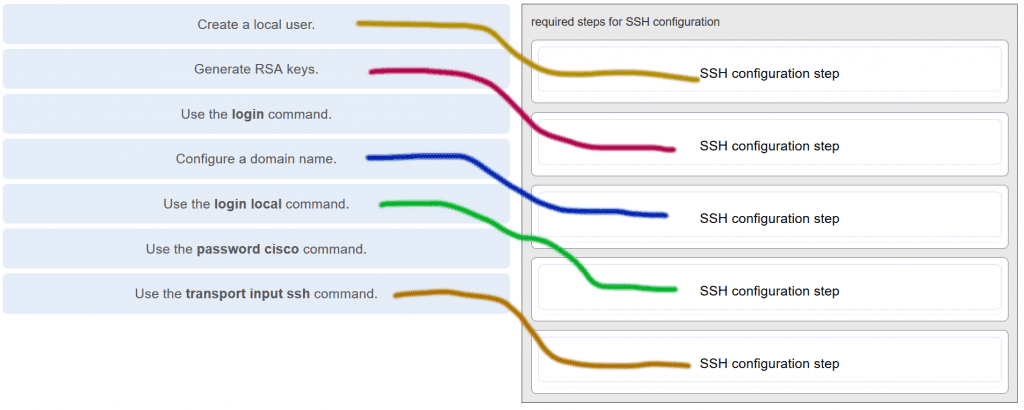 Create a local user.
Generate RSA keys.
Use the login command.
Configure a domain name.
Use the login local command.
Use the password cisco command.
Use the transport input ssh command.
required steps for SSH configuration
SSH configuration step
SSH configuration step
SSH configuration step
SSH configuration step
SSH configuration step